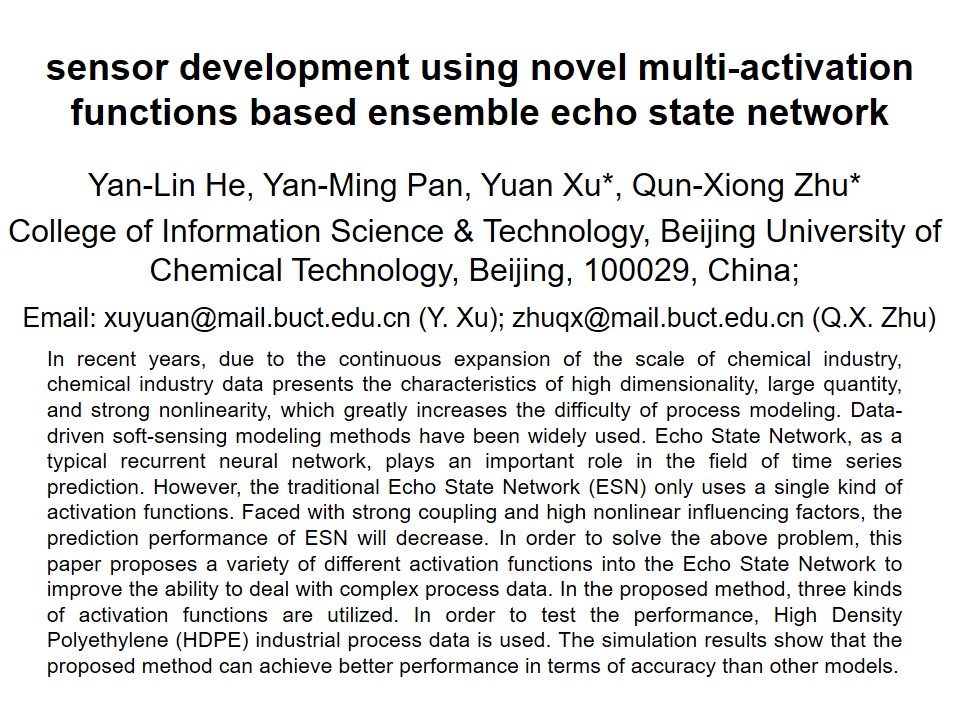 sensor development using novel multi-activation
functions based ensemble echo state network
Yan-Lin He, Yan-Ming Pan, Yuan Xu*, Qun-Xiong Zhu*
College of Information Science & Technology, Beijing University of
Chemical Technology, Beijing, 100029, China;
Email: xuyuan@mail.buct.edu.cn (Y. Xu); zhuqx@mail.buct.edu.cn (Q.X. Zhu)
In recent years, due to the continuous expansion of the scale of chemical industry,
chemical industry data presents the characteristics of high dimensionality, large quantity,
and strong nonlinearity, which greatly increases the difficulty of process modeling. Data-
driven soft-sensing modeling methods have been widely used. Echo State Network, as a
typical recurrent neural network, plays an important role in the field of time series
prediction. However, the traditional Echo State Network (ESN) only uses a single kind of
activation functions. Faced with strong coupling and high nonlinear influencing factors, the
prediction performance of ESN will decrease. In order to solve the above problem, this
paper proposes a variety of different activation functions into the Echo State Network to
improve the ability to deal with complex process data. In the proposed method, three kinds
of activation functions are utilized. In order to test the performance, High Density
Polyethylene (HDPE) industrial process data is used. The simulation results show that the
proposed method can achieve better performance in terms of accuracy than other models.